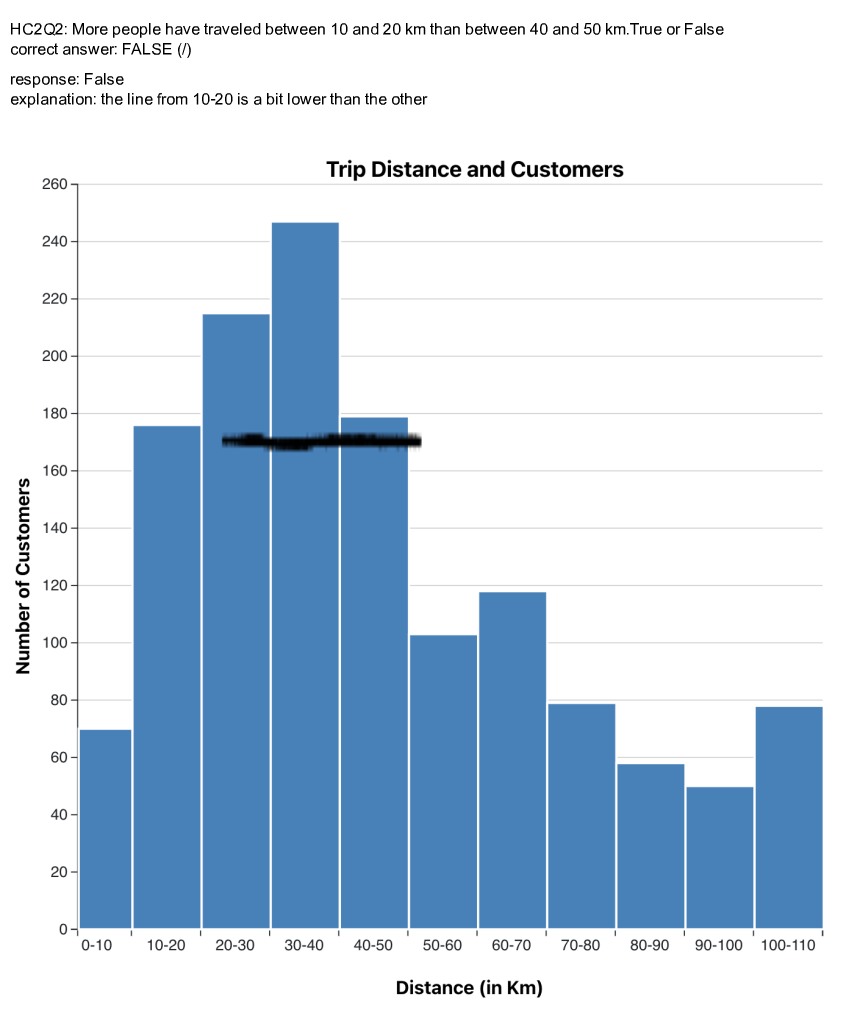 HC2Q2: More people have traveled between 10 and 20 km than between 40 and 50 km.True or False
correct answer: FALSE (/)
response: False
explanation: the line from 10-20 is a bit lower than the other
Trip Distance and Customers
260
240
220
200
180
160
140
120
100
80
60
40
20
0
Number of Customers
0-10 10-20 20-30 30-40 40-50 50-60 60-70 70-80 80-90 90-100 100-110
Distance (in Km)